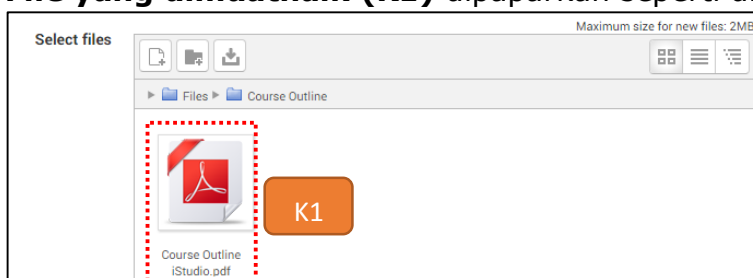 File yang dimuatnaik (K1) dipaparkan seperti di
Maximum size for new files: 2MB
Select files
Files Course Outline
K1
Course Outline
iStudio.pdf